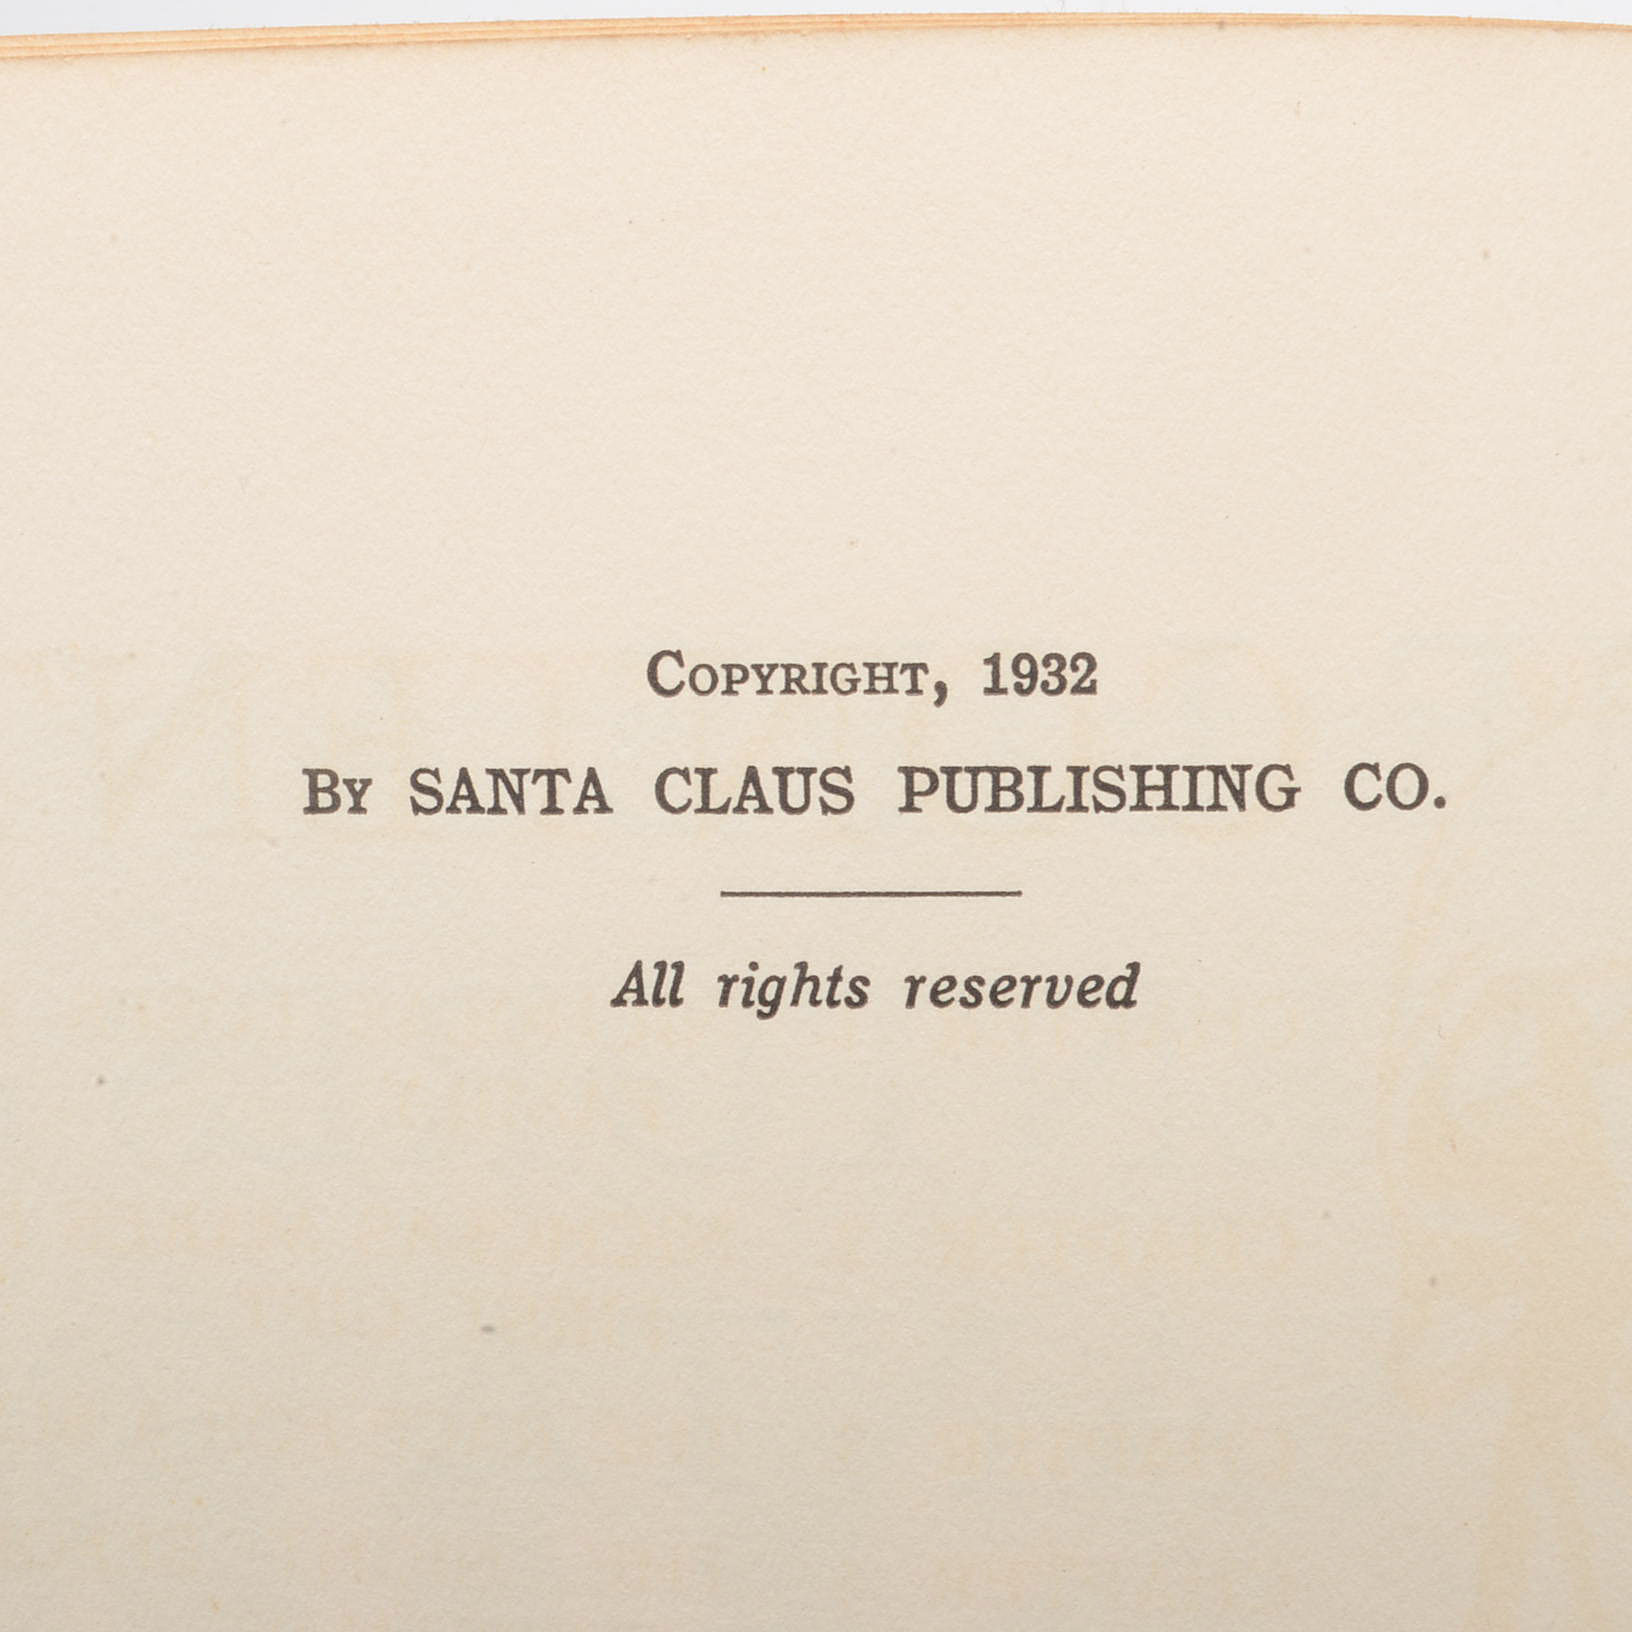 Copyright, 1932
By SANTA CLAUS PUBLISHING CO.
All rights reserved